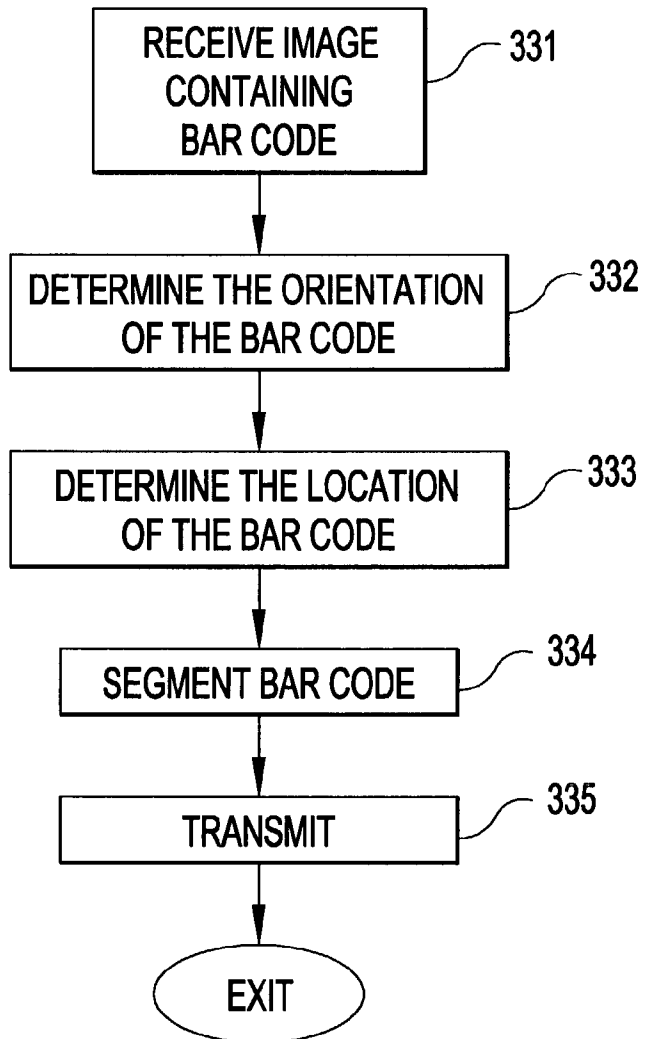 RECEIVE IMAGE
CONTAINING
BAR CODE
331
DETERMINE THE ORIENTATION
OF THE BAR CODE
332
DETERMINE THE LOCATION
OF THE BAR CODE
333
SEGMENT BAR CODE
334
TRANSMIT
335
EXIT